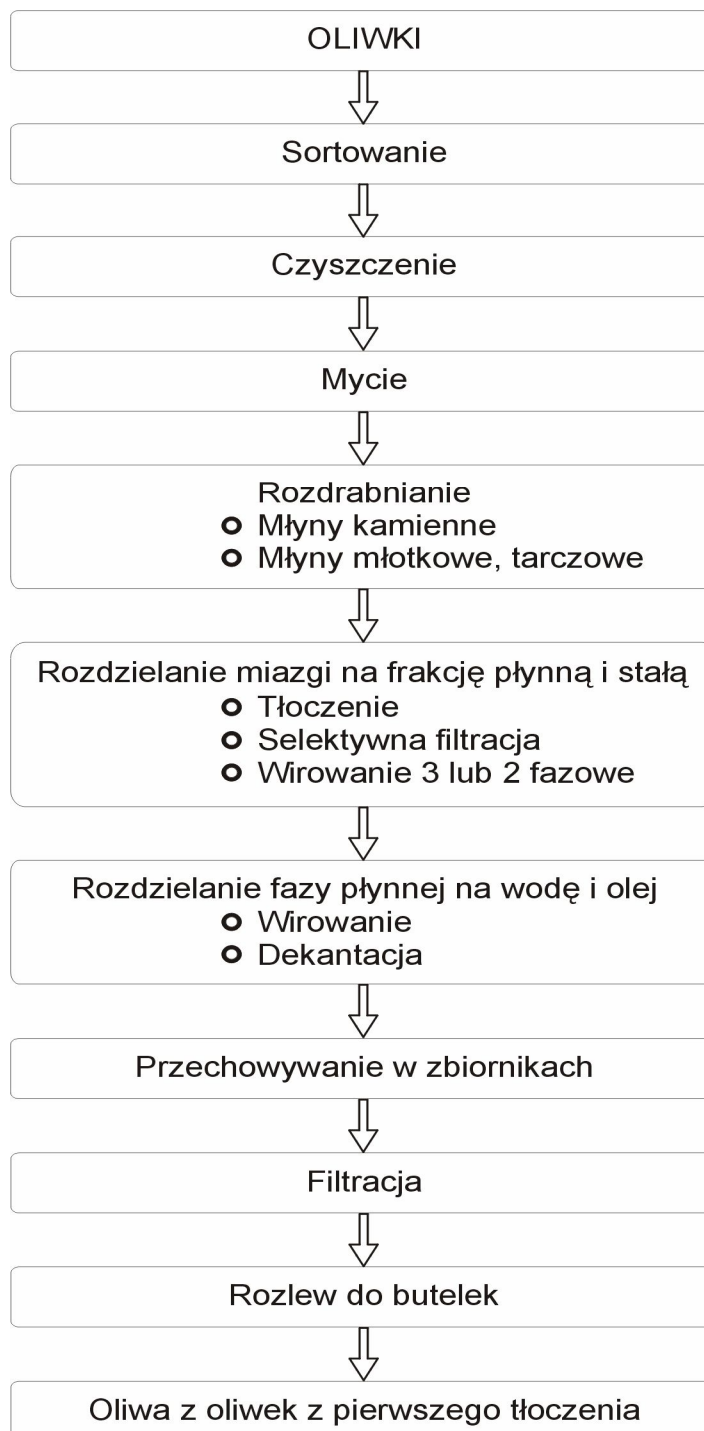 OLIWKI
Sortowanie
Czyszczenie
Mycie
Rozdrabnianie
Młyny kamienne
Młyny młotkowe, tarczowe
Rozdzielanie miazgi na frakcję płynną i stałą
Tłoczenie
Selektywna filtracja
Wirowanie 3 lub 2 fazowe
Rozdzielanie fazy płynnej na wodę i olej
Wirowanie
Dekantacja
Przechowywanie w zbiornikach
Filtracja
Rozlew do butelek
Oliwa z oliwek z pierwszego tłoczenia